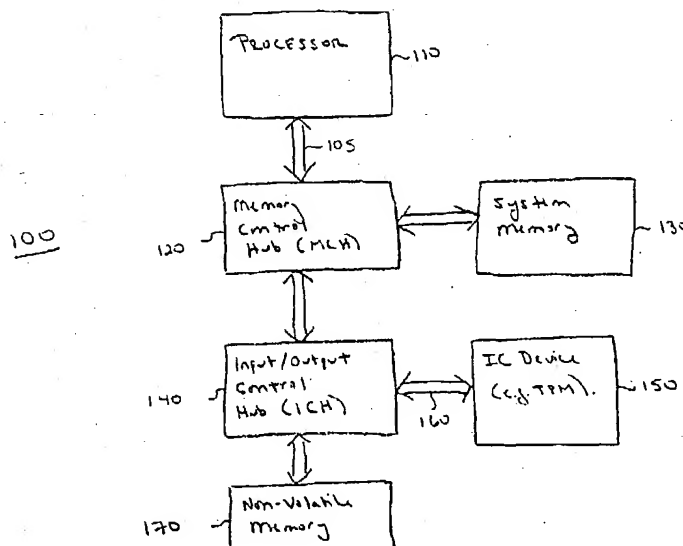 PROCESSOR
110
105
Memory
Control
Hub (MCH)
120
System
Memory
130
100
Input/Output
Control
Hub (ICH)
140
IC Device
(e.g. TPM).
150
160
Non-Volatile
Memory
170